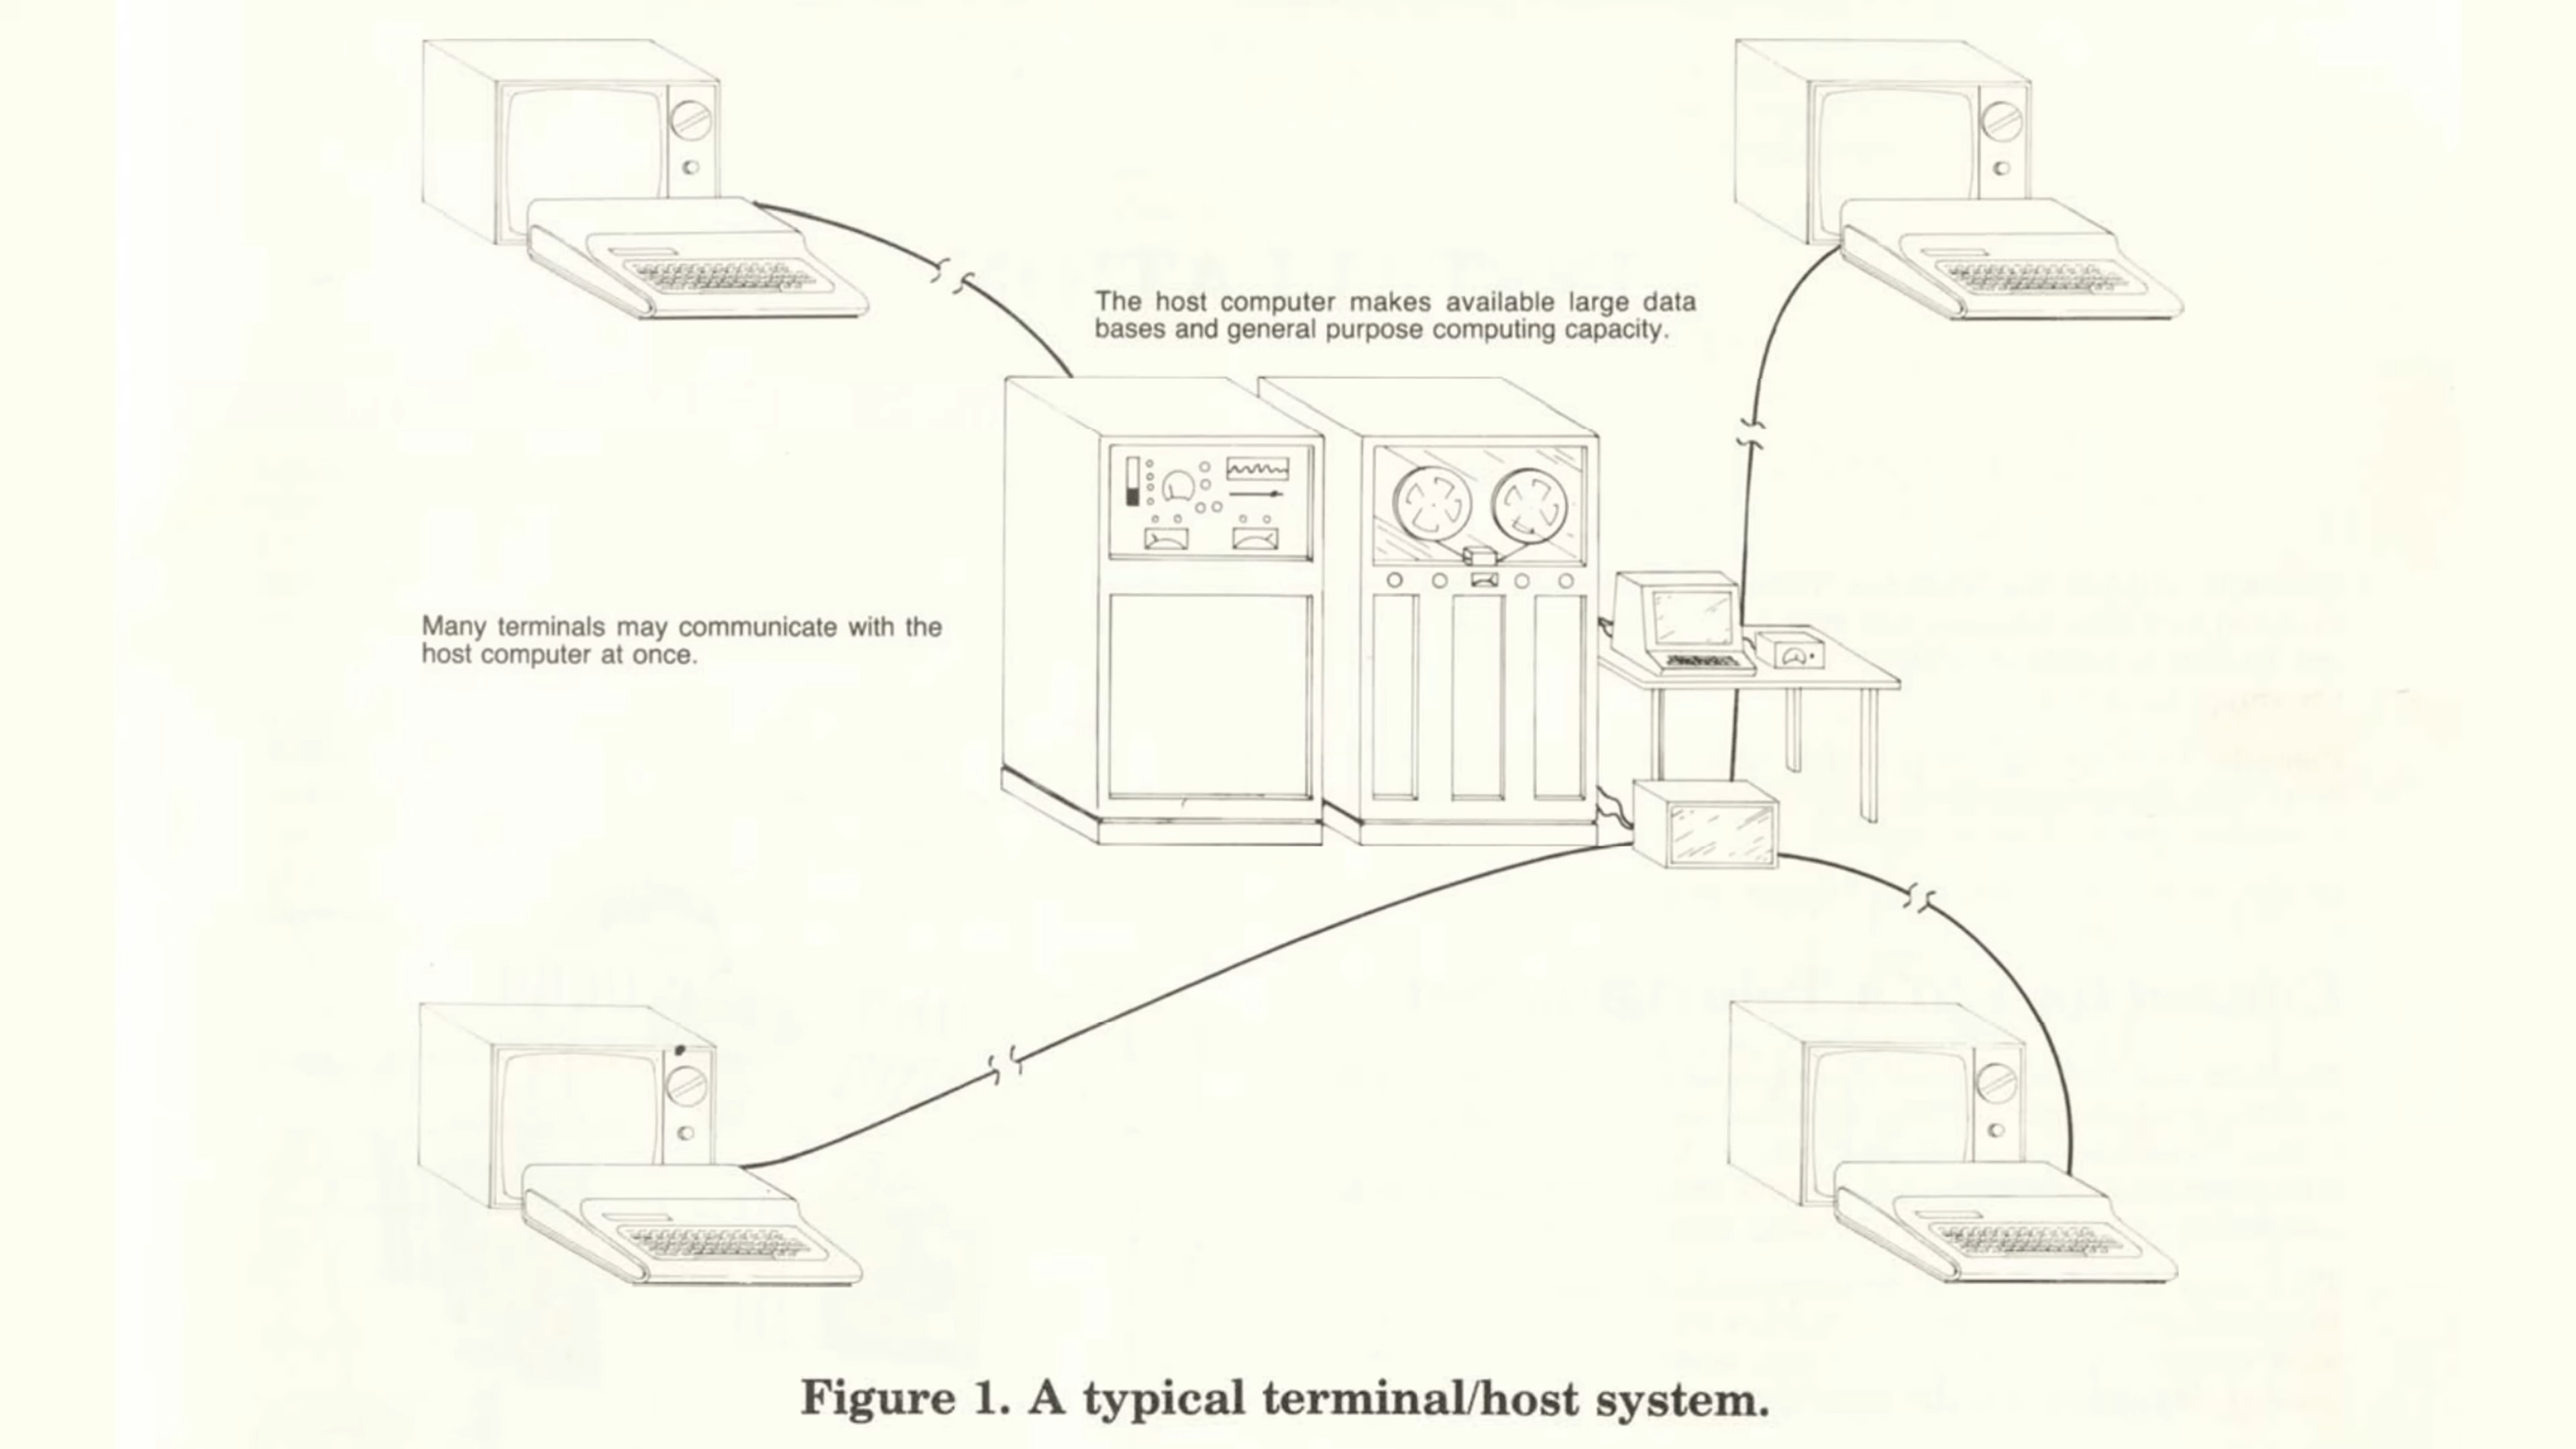 The host computer makes available large data
bases and general purpose computing capacity.
Many terminals may communicate with the
host computer at once.
Figure 1. A typical terminal/host system.